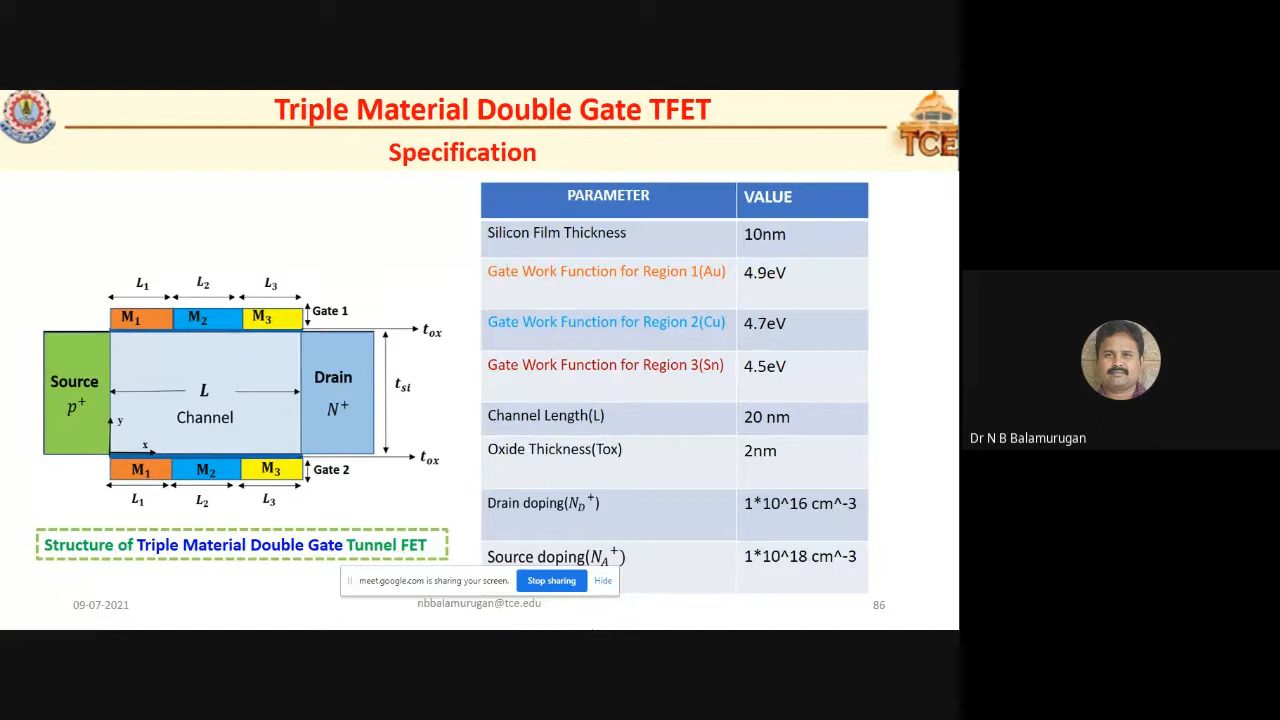 Triple Material Double Gate TFET
Specification
TCE
PARAMETER VALUE
Silicon Film Thickness 10nm
Gate Work Function for Region 1(Au) 4.9eV
Gate Work Function for Region 2(Cu) 4.7eV
Gate Work Function for Region 3(Sn) 4.5eV
Channel Length(L) 20 nm
Oxide Thickness(Tox) 2nm
Drain doping(N_D^+) 1*10^16 cm^-3
Source doping(N_A^+) 1*10^18 cm^-3
L1 L2 L3
M1 M2 M3 Gate 1
tox
Source
p+
L
Channel
Drain
N+
tsi
y
x
tox
M1 M2 M3 Gate 2
L1 L2 L3
Structure of Triple Material Double Gate Tunnel FET
meet.google.com is sharing your screen. Stop sharing Hide
09-07-2021 nbbalamurugan@tce.edu 86
Dr N B Balamurugan